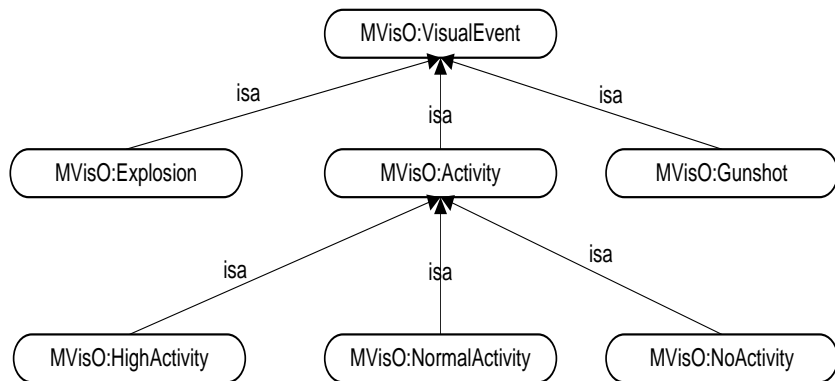 MVisO:VisualEvent
isa
isa
isa
MVisO:Explosion
MVisO:Activity
MVisO:Gunshot
isa
isa
isa
MVisO:HighActivity
MVisO:NormalActivity
MVisO:NoActivity